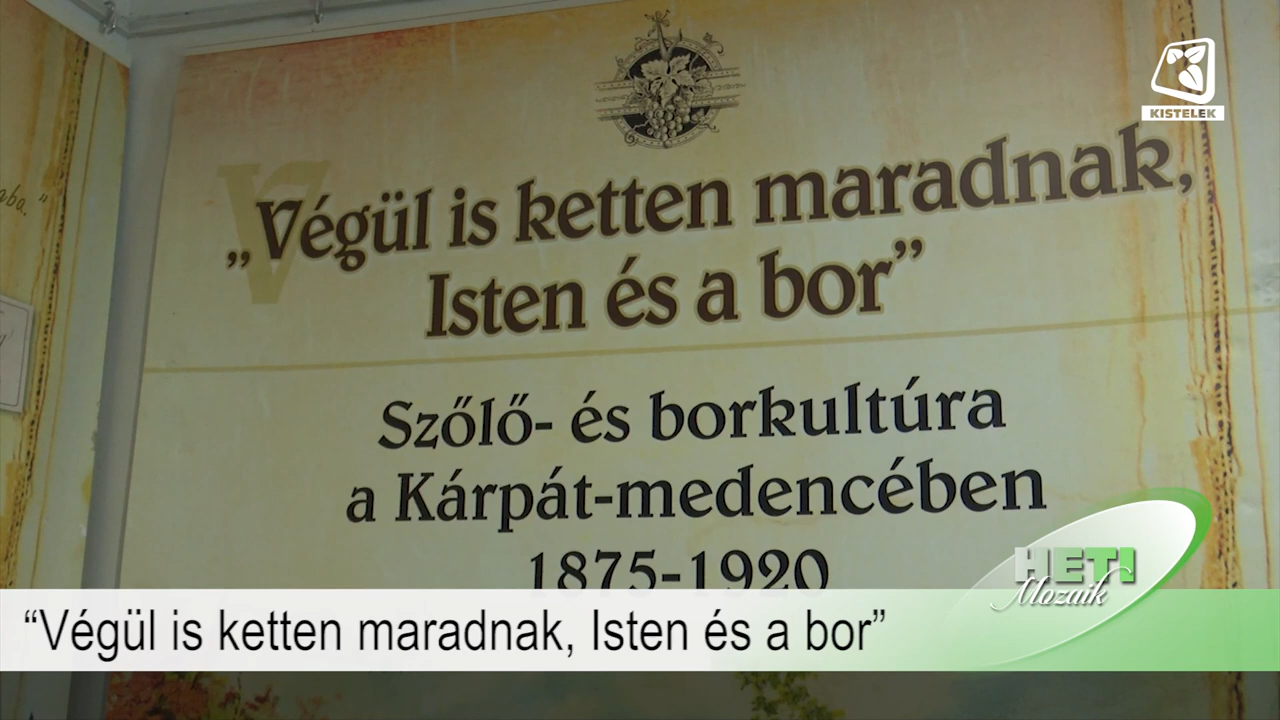 KISTELEK
aba."
„Végül is ketten maradnak,
Isten és a bor”
Szőlő- és borkultúra
a Kárpát-medencében
1875-1920
HETI
Mozaik
“Végül is ketten maradnak, Isten és a bor”